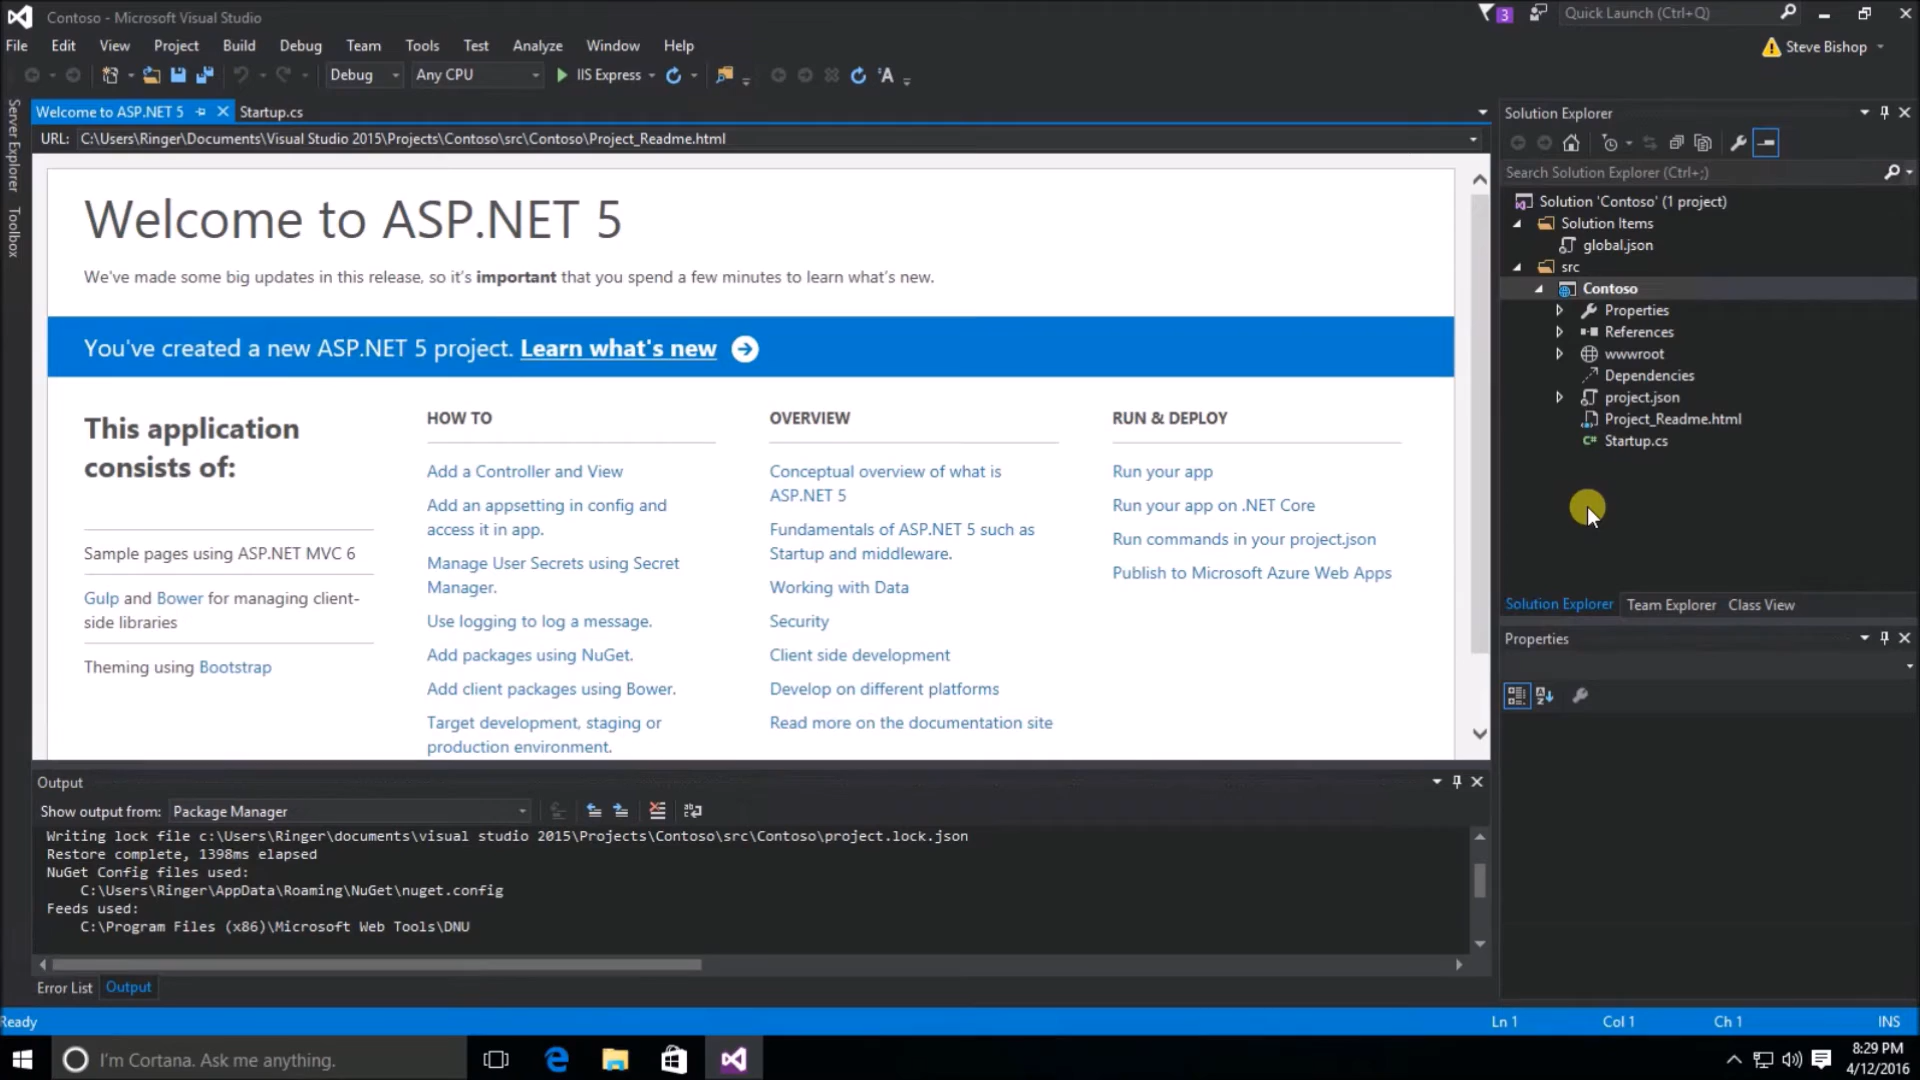 Contoso - Microsoft Visual Studio
3
Quick Launch (Ctrl+Q)
File Edit View Project Build Debug Team Tools Test Analyze Window Help
Steve Bishop
Debug Any CPU IIS Express
Server Explorer
Toolbox
Welcome to ASP.NET 5
Startup.cs
URL: C:\Users\Ringer\Documents\Visual Studio 2015\Projects\Contoso\src\Contoso\Project_Readme.html
Welcome to ASP.NET 5
We've made some big updates in this release, so it's important that you spend a few minutes to learn what's new.
You've created a new ASP.NET 5 project. Learn what's new
This application
consists of:
Sample pages using ASP.NET MVC 6
Gulp and Bower for managing client-
side libraries
Theming using Bootstrap
HOW TO
Add a Controller and View
Add an appsetting in config and
access it in app.
Manage User Secrets using Secret
Manager.
Use logging to log a message.
Add packages using NuGet.
Add client packages using Bower.
Target development, staging or
production environment.
OVERVIEW
Conceptual overview of what is
ASP.NET 5
Fundamentals of ASP.NET 5 such as
Startup and middleware.
Working with Data
Security
Client side development
Develop on different platforms
Read more on the documentation site
RUN & DEPLOY
Run your app
Run your app on .NET Core
Run commands in your project.json
Publish to Microsoft Azure Web Apps
Output
Show output from: Package Manager
Writing lock file c:\Users\Ringer\documents\visual studio 2015\Projects\Contoso\src\Contoso\project.lock.json
Restore complete, 1398ms elapsed
NuGet Config files used:
C:\Users\Ringer\AppData\Roaming\NuGet\nuget.config
Feeds used:
C:\Program Files (x86)\Microsoft Web Tools\DNU
Error List Output
Solution Explorer
Search Solution Explorer (Ctrl+;)
Solution 'Contoso' (1 project)
Solution Items
global.json
src
Contoso
Properties
References
wwwroot
Dependencies
project.json
Project_Readme.html
Startup.cs
Solution Explorer Team Explorer Class View
Properties
Ready
Ln 1 Col 1 Ch 1 INS
I'm Cortana. Ask me anything.
8:29 PM
4/12/2016